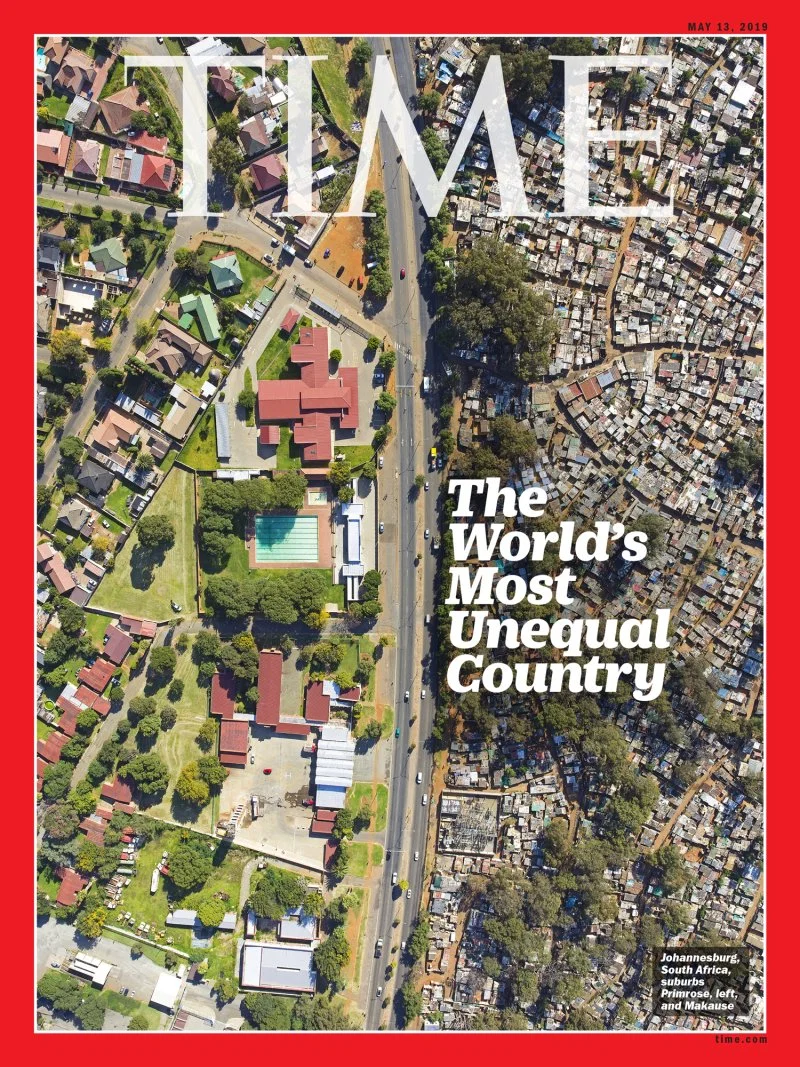 MAY 13, 2019
TIME
The
World's
Most
Unequal
Country
Johannesburg,
South Africa,
suburbs
Primrose, left,
and Makause
time.com